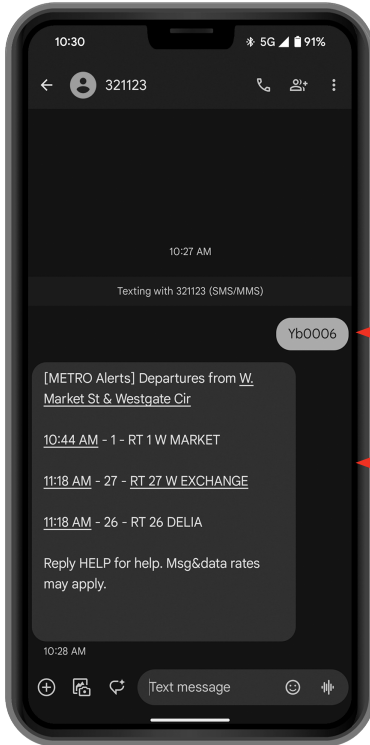 10:30
5G 91%
321123
10:27 AM
Texting with 321123 (SMS/MMS)
Yb0006
[METRO Alerts] Departures from W.
Market St & Westgate Cir
10:44 AM - 1 - RT 1 W MARKET
11:18 AM - 27 - RT 27 W EXCHANGE
11:18 AM - 26 - RT 26 DELIA
Reply HELP for help. Msg&data rates
may apply.
10:28 AM
Text message